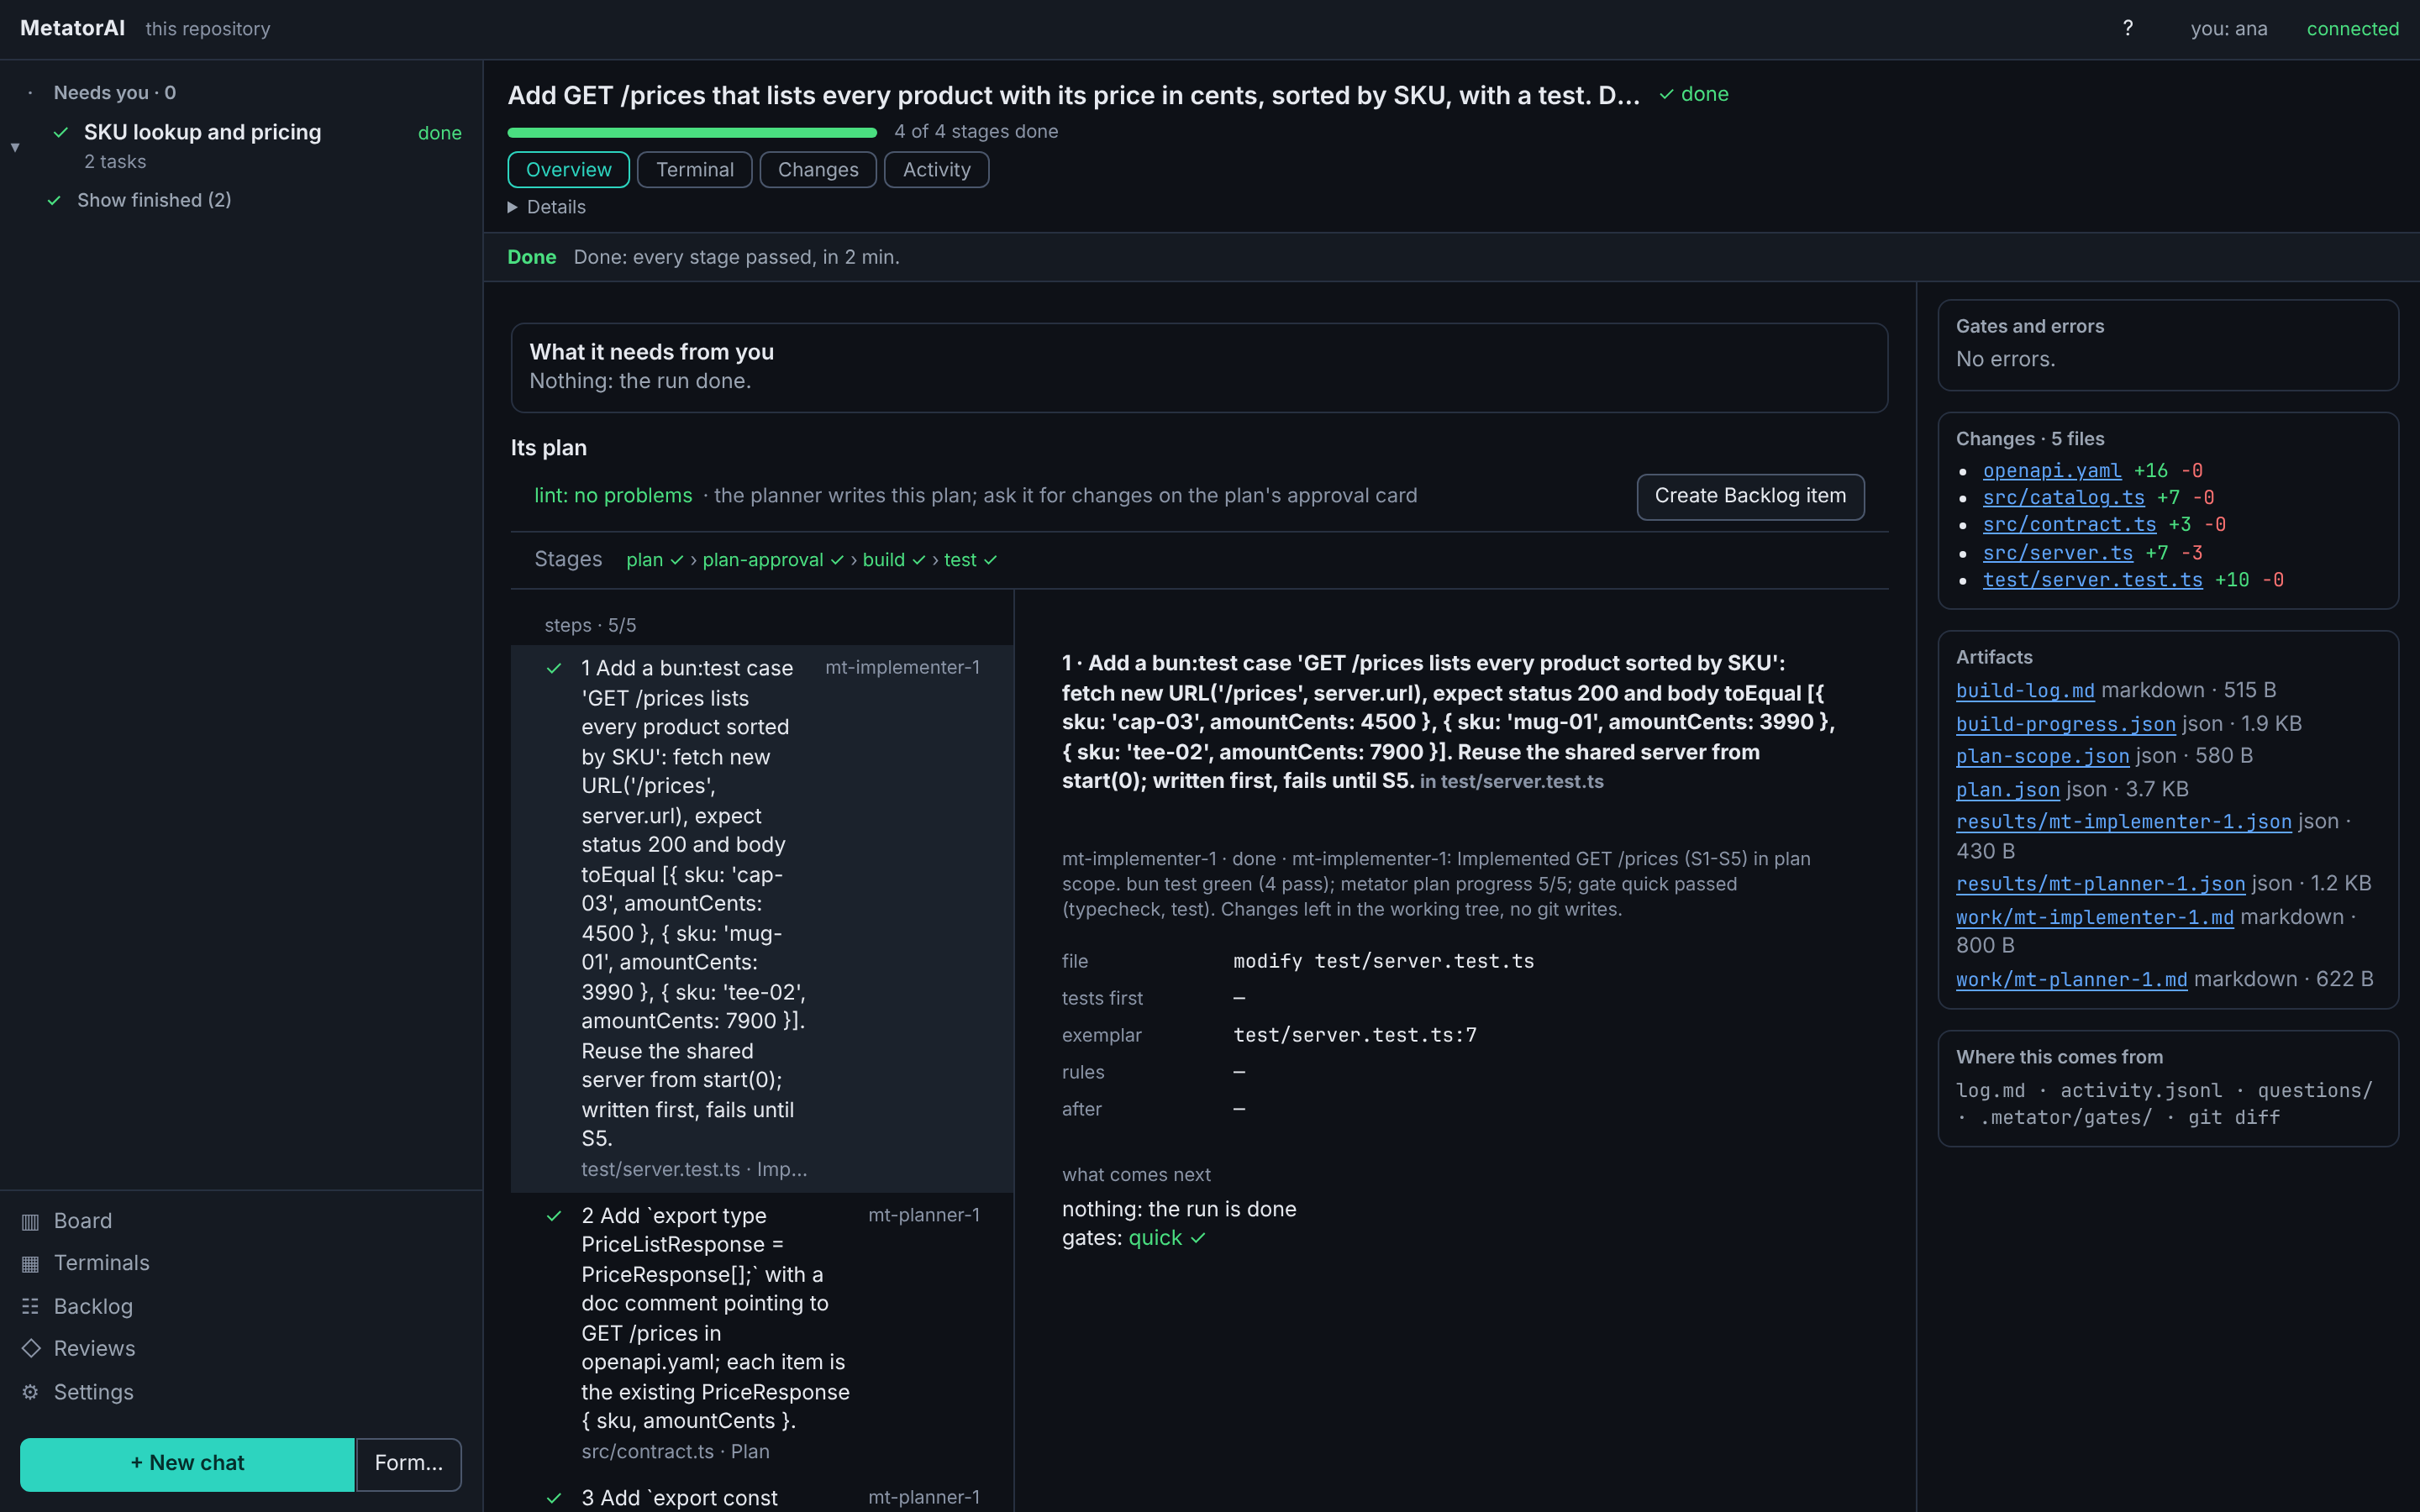 MetatorAI this repository
? you: ana connected
· Needs you · 0
✓ SKU lookup and pricing done
▼
2 tasks
✓ Show finished (2)
Board
Terminals
Backlog
Reviews
Settings
+ New chat
Form...
Add GET /prices that lists every product with its price in cents, sorted by SKU, with a test. D... ✓ done
4 of 4 stages done
Overview
Terminal
Changes
Activity
▶ Details
Done Done: every stage passed, in 2 min.
What it needs from you
Nothing: the run done.
Its plan
lint: no problems · the planner writes this plan; ask it for changes on the plan's approval card
Create Backlog item
Stages plan ✓ › plan-approval ✓ › build ✓ › test ✓
steps · 5/5
✓ 1 Add a bun:test case mt-implementer-1
'GET /prices lists
every product sorted
by SKU': fetch new
URL('/prices',
server.url), expect
status 200 and body
toEqual [{ sku: 'cap-
03', amountCents:
4500 }, { sku: 'mug-
01', amountCents:
3990 }, { sku: 'tee-02',
amountCents: 7900 }].
Reuse the shared
server from start(0);
written first, fails until
S5.
test/server.test.ts · Imp...
✓ 2 Add `export type mt-planner-1
PriceListResponse =
PriceResponse[];` with a
doc comment pointing to
GET /prices in
openapi.yaml; each item is
the existing PriceResponse
{ sku, amountCents }.
src/contract.ts · Plan
✓ 3 Add `export const mt-planner-1
1 · Add a bun:test case 'GET /prices lists every product sorted by SKU':
fetch new URL('/prices', server.url), expect status 200 and body toEqual [{
sku: 'cap-03', amountCents: 4500 }, { sku: 'mug-01', amountCents: 3990 },
{ sku: 'tee-02', amountCents: 7900 }]. Reuse the shared server from
start(0); written first, fails until S5. in test/server.test.ts
mt-implementer-1 · done · mt-implementer-1: Implemented GET /prices (S1-S5) in plan
scope. bun test green (4 pass); metator plan progress 5/5; gate quick passed
(typecheck, test). Changes left in the working tree, no git writes.
file modify test/server.test.ts
tests first —
exemplar test/server.test.ts:7
rules —
after —
what comes next
nothing: the run is done
gates: quick ✓
Gates and errors
No errors.
Changes · 5 files
• openapi.yaml +16 -0
• src/catalog.ts +7 -0
• src/contract.ts +3 -0
• src/server.ts +7 -3
• test/server.test.ts +10 -0
Artifacts
build-log.md markdown · 515 B
build-progress.json json · 1.9 KB
plan-scope.json json · 580 B
plan.json json · 3.7 KB
results/mt-implementer-1.json json ·
430 B
results/mt-planner-1.json json · 1.2 KB
work/mt-implementer-1.md markdown ·
800 B
work/mt-planner-1.md markdown · 622 B
Where this comes from
log.md · activity.jsonl · questions/
· .metator/gates/ · git diff